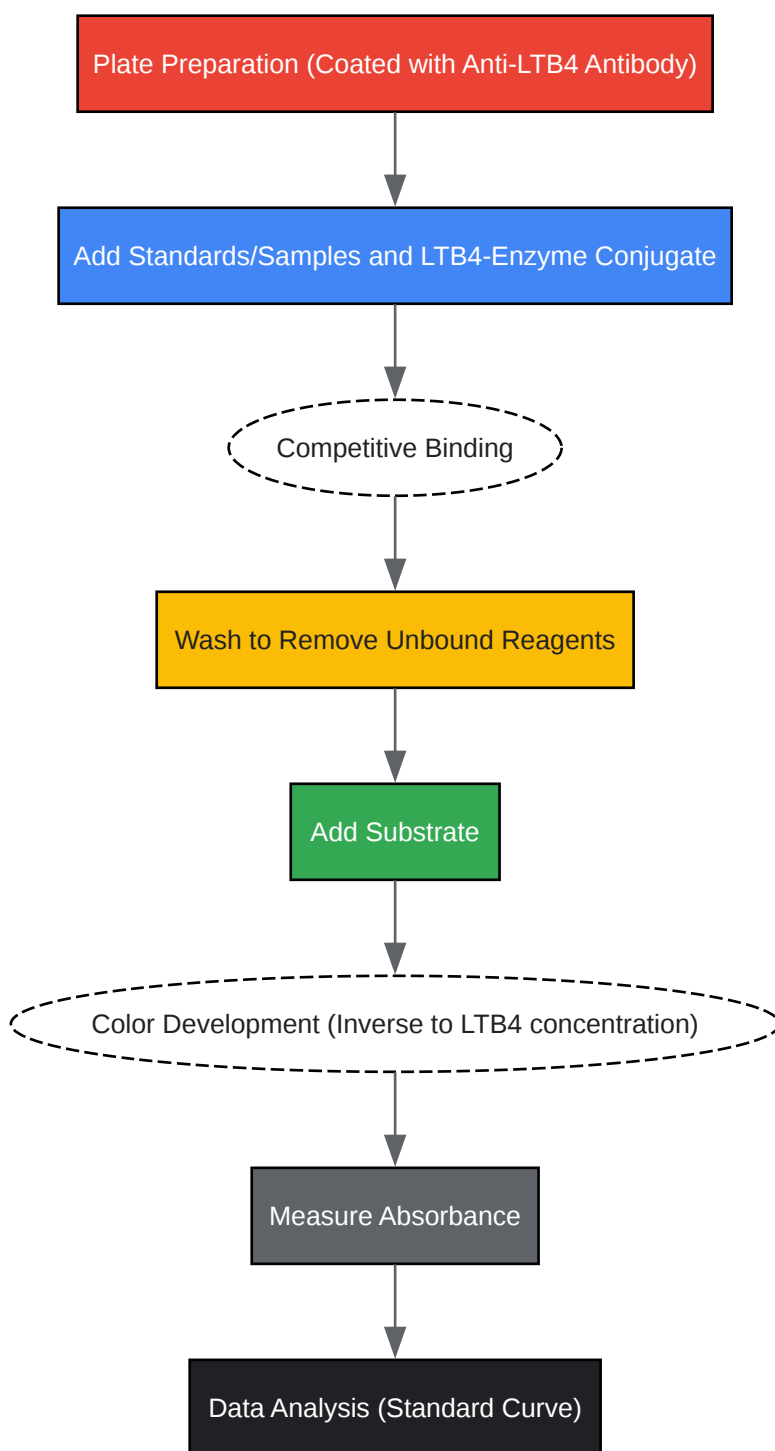 Plate Preparation (Coated with Anti-LTB4 Antibody)
Add Standards/Samples and LTB4-Enzyme Conjugate
Competitive Binding
Wash to Remove Unbound Reagents
Add Substrate
Color Development (Inverse to LTB4 concentration)
Measure Absorbance
Data Analysis (Standard Curve)